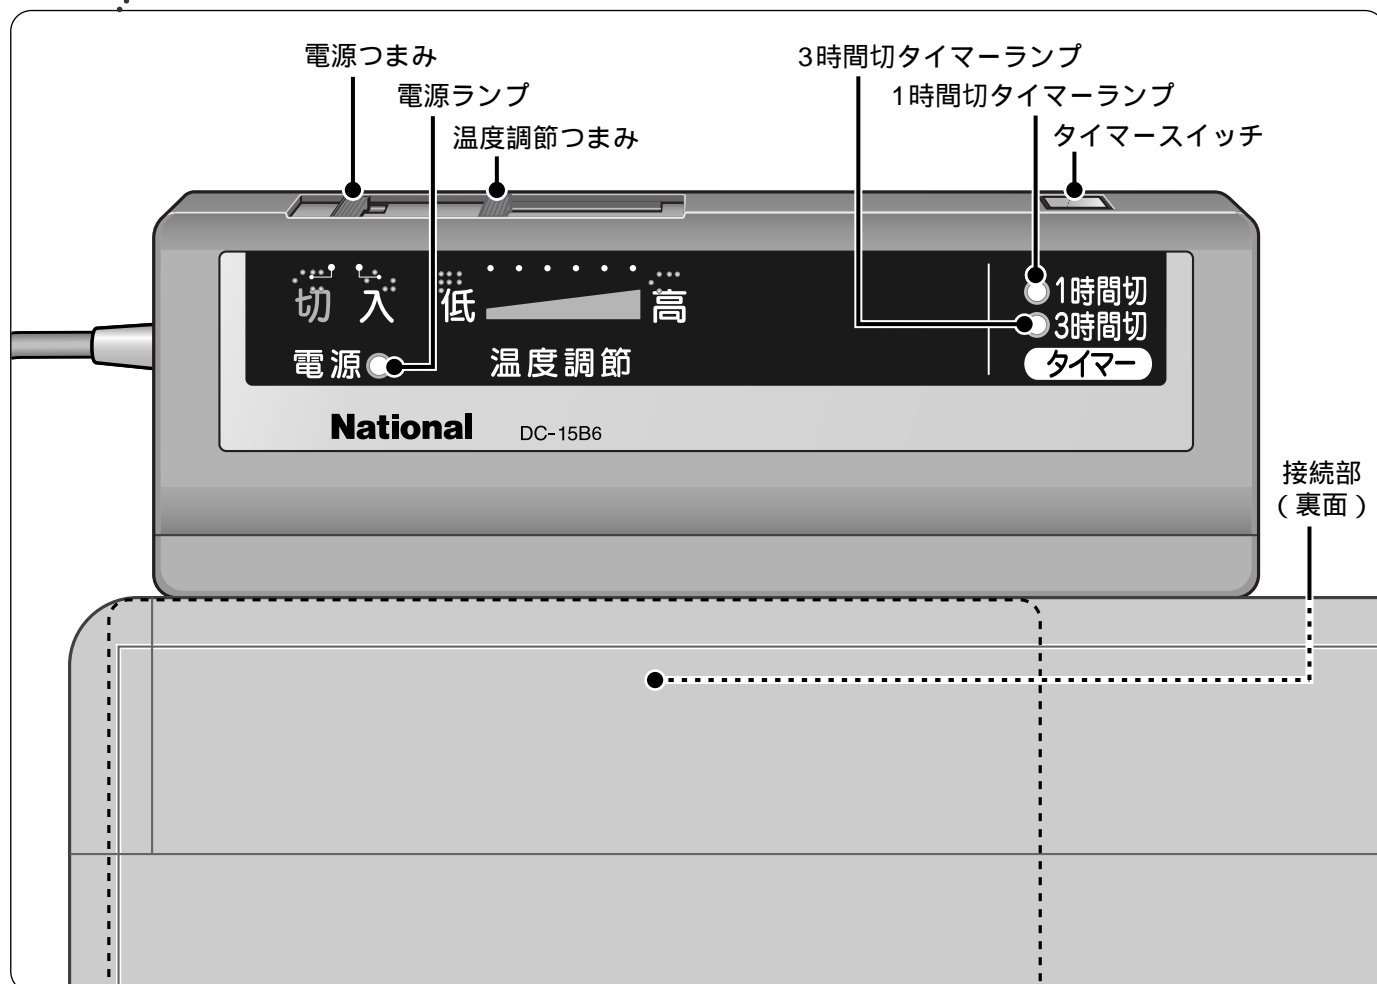 電源つまみ
電源ランプ
温度調節つまみ
3時間切タイマーランプ
1時間切タイマーランプ
タイマースイッチ
切 入 低 高
1時間切
3時間切
電源 温度調節 タイマー
National DC-15B6
接続部
(裏面)